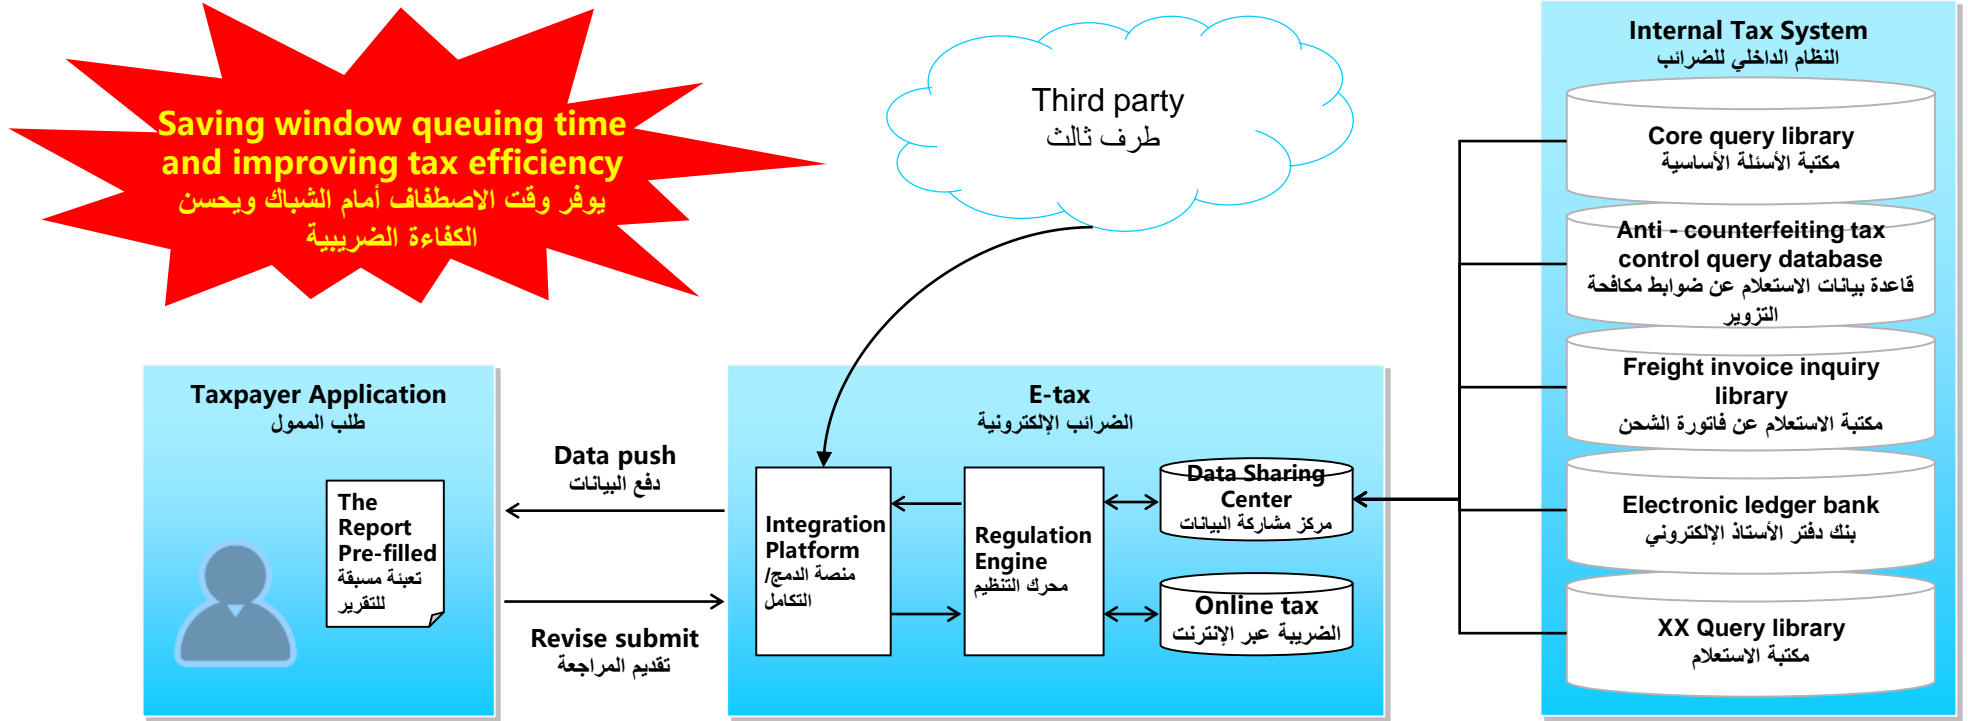 Saving window queuing time
and improving tax efficiency
يوفر وقت الاصطفاف أمام الشباك ويحسن
الكفاءة الضريبية
Third party
طرف ثالث
Internal Tax System
النظام الداخلي للضرائب
Core query library
مكتبة الأسئلة الأساسية
Anti - counterfeiting tax
control query database
قاعدة بيانات الاستعلام عن ضوابط مكافحة
التزوير
Freight invoice inquiry
library
مكتبة الاستعلام عن فاتورة الشحن
Electronic ledger bank
بنك دفتر الأستاذ الإلكتروني
XX Query library
مكتبة الاستعلام
Taxpayer Application
طلب الممول
The
Report
Pre-filled
تعبئة مسبقة
للتقرير
Data push
دفع البيانات
Revise submit
تقديم المراجعة
E-tax
الضرائب الإلكترونية
Integration
Platform
منصة الدمج/
التكامل
Regulation
Engine
محرك التنظيم
Data Sharing
Center
مركز مشاركة البيانات
Online tax
الضريبة عبر الإنترنت